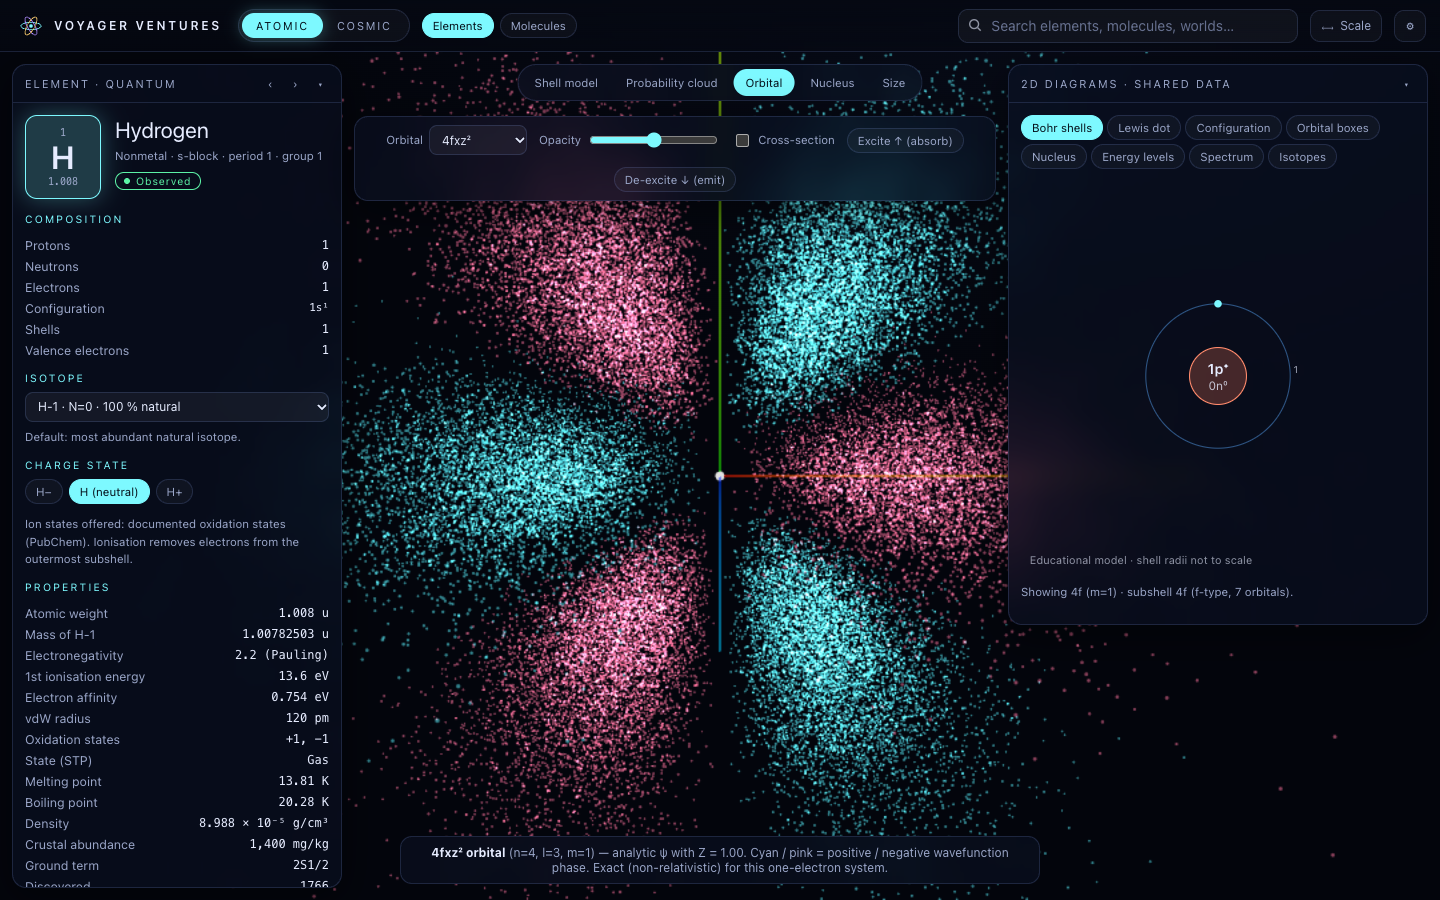 VOYAGER VENTURES
ATOMIC COSMIC
Elements Molecules
Search elements, molecules, worlds...
Scale
ELEMENT · QUANTUM
1
H
1.008
Hydrogen
Nonmetal · s-block · period 1 · group 1
Observed
COMPOSITION
Protons 1
Neutrons 0
Electrons 1
Configuration 1s¹
Shells 1
Valence electrons 1
ISOTOPE
H-1 · N=0 · 100 % natural
Default: most abundant natural isotope.
CHARGE STATE
H− H (neutral) H+
Ion states offered: documented oxidation states
(PubChem). Ionisation removes electrons from the
outermost subshell.
PROPERTIES
Atomic weight 1.008 u
Mass of H-1 1.00782503 u
Electronegativity 2.2 (Pauling)
1st ionisation energy 13.6 eV
Electron affinity 0.754 eV
vdW radius 120 pm
Oxidation states +1, −1
State (STP) Gas
Melting point 13.81 K
Boiling point 20.28 K
Density 8.988 × 10⁻⁵ g/cm³
Crustal abundance 1,400 mg/kg
Ground term 2S1/2
Discovered 1766
Shell model Probability cloud Orbital Nucleus Size
Orbital 4fxz² Opacity Cross-section Excite ↑ (absorb)
De-excite ↓ (emit)
4fxz² orbital (n=4, l=3, m=1) — analytic ψ with Z = 1.00. Cyan / pink = positive / negative wavefunction
phase. Exact (non-relativistic) for this one-electron system.
2D DIAGRAMS · SHARED DATA
Bohr shells Lewis dot Configuration Orbital boxes
Nucleus Energy levels Spectrum Isotopes
1p⁺
0n⁰
1
Educational model · shell radii not to scale
Showing 4f (m=1) · subshell 4f (f-type, 7 orbitals).